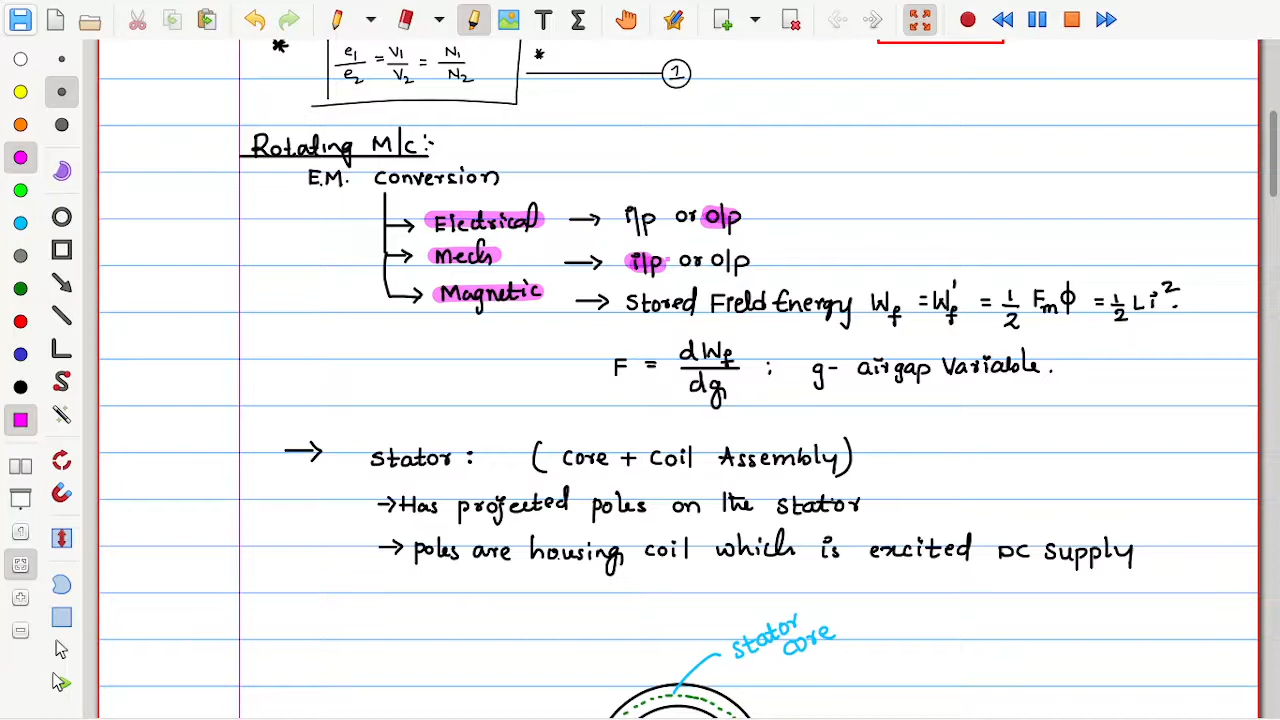 * e1/e2 = V1/V2 = N1/N2 * ①
Rotating M/c:
E.M. Conversion
→ Electrical → i/p or o/p
→ Mech → i/p or o/p
→ Magnetic → Stored Field Energy Wf = Wf' = 1/2 Fm ϕ = 1/2 Li².
F = dWf/dg ; g- airgap Variable.
→ Stator : ( Core + Coil Assembly)
→ Has projected poles on the stator
→ poles are housing coil which is excited DC Supply
Stator
core